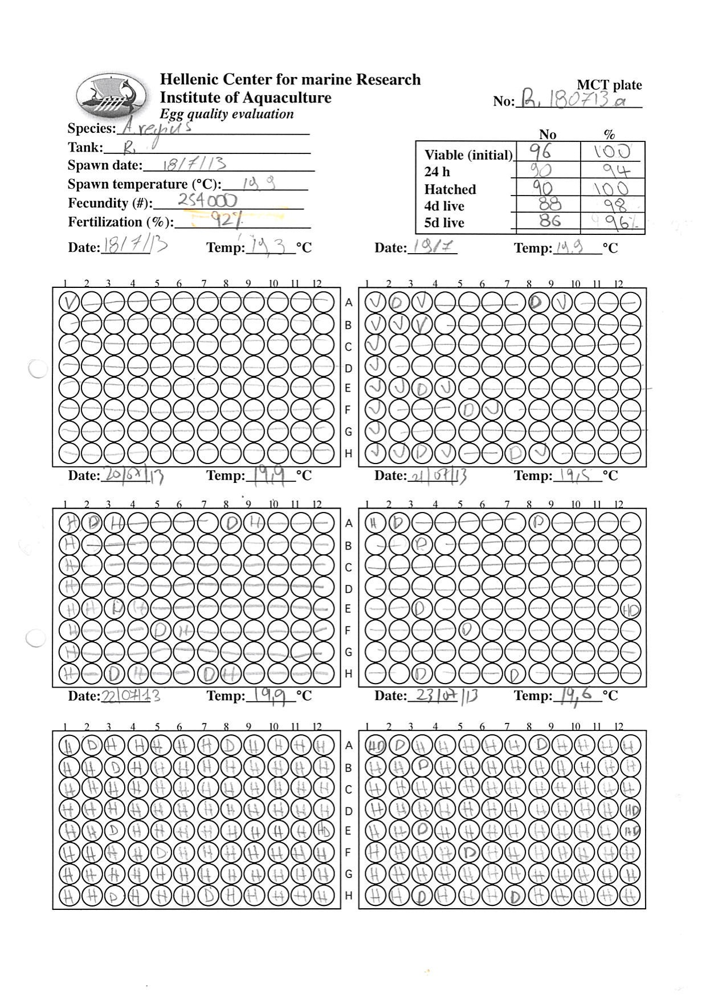 Hellenic Center for marine Research
Institute of Aquaculture
Egg quality evaluation
MCT plate
No: R, 180713a
Species: A. regius
Tank: R,
Spawn date: 18/7/13
Spawn temperature (°C): 19 9
Fecundity (#): 254000
Fertilization (%): 92%
No %
Viable (initial) 96 100
24 h 90 94
Hatched 90 100
4d live 88 98
5d live 86 96%
Date: 18/7/13 Temp: 19,3 °C Date: 19/7 Temp: 19.9 °C
1 2 3 4 5 6 7 8 9 10 11 12 1 2 3 4 5 6 7 8 9 10 11 12
V A V D V D V
B V V V
C V
D V
E V V D V
F V D V
G V
H V V D V D V
Date: 20/07/13 Temp: 19,9 °C Date: 21/07/13 Temp: 19,5 °C
1 2 3 4 5 6 7 8 9 10 11 12 1 2 3 4 5 6 7 8 9 10 11 12
H D H D H A H D D
H B D
H C
H D
H H D H E D HD
H D H F D
H G
H D H D H H D D
Date: 22/07/13 Temp: 19,9 °C Date: 23/07/13 Temp: 19,6 °C
1 2 3 4 5 6 7 8 9 10 11 12 1 2 3 4 5 6 7 8 9 10 11 12
H D H H H H H D H H H H A HD D H H H H H D H H H H
H H D H H H H H H H H H B H H D H H H H H H H H H
H H H H H H H H H H H H C H H H H H H H H H H H H
H H H H H H H H H H H H D H H H H H H H H H H H HD
H H D H H H H H H H H HD E H H D H H H H H H H H HD
H H H H D H H H H H H H F H H H H D H H H H H H H
H H H H H H H H H H H H G H H H H H H H H H H H H
H H D H H H D H H H H H H H H D H H H D H H H H H